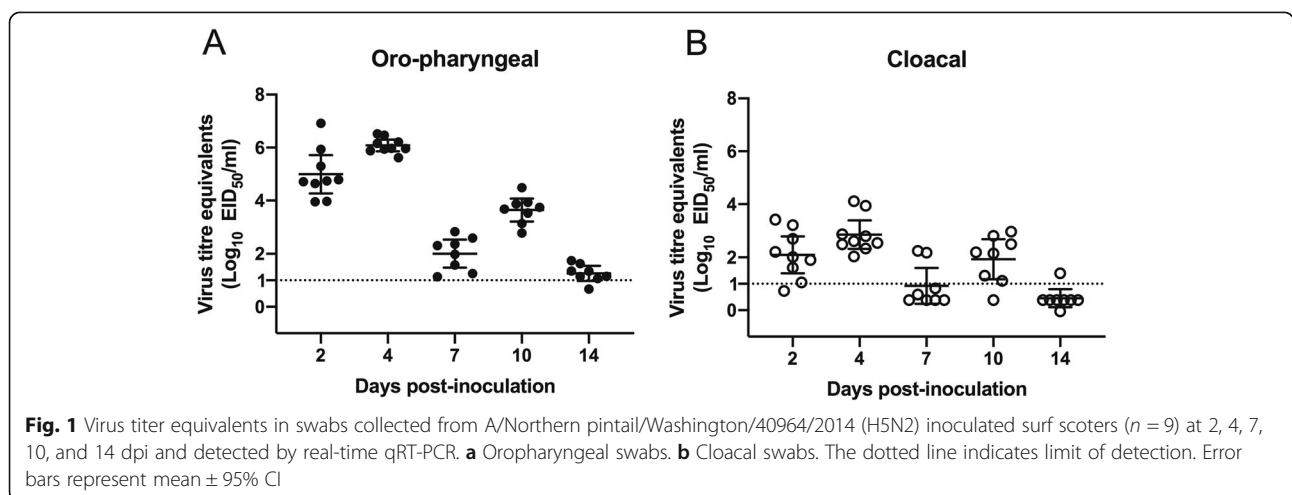 A
Oro-pharyngeal
Virus titre equivalents
(Log10 EID50/ml)
8
6
4
2
1
0
2 4 7 10 14
Days post-inoculation
B
Cloacal
Virus titre equivalents
(Log10 EID50/ml)
8
6
4
2
1
0
2 4 7 10 14
Days post-inoculation
Fig. 1 Virus titer equivalents in swabs collected from A/Northern pintail/Washington/40964/2014 (H5N2) inoculated surf scoters (n = 9) at 2, 4, 7,
10, and 14 dpi and detected by real-time qRT-PCR. a Oropharyngeal swabs. b Cloacal swabs. The dotted line indicates limit of detection. Error
bars represent mean ± 95% CI